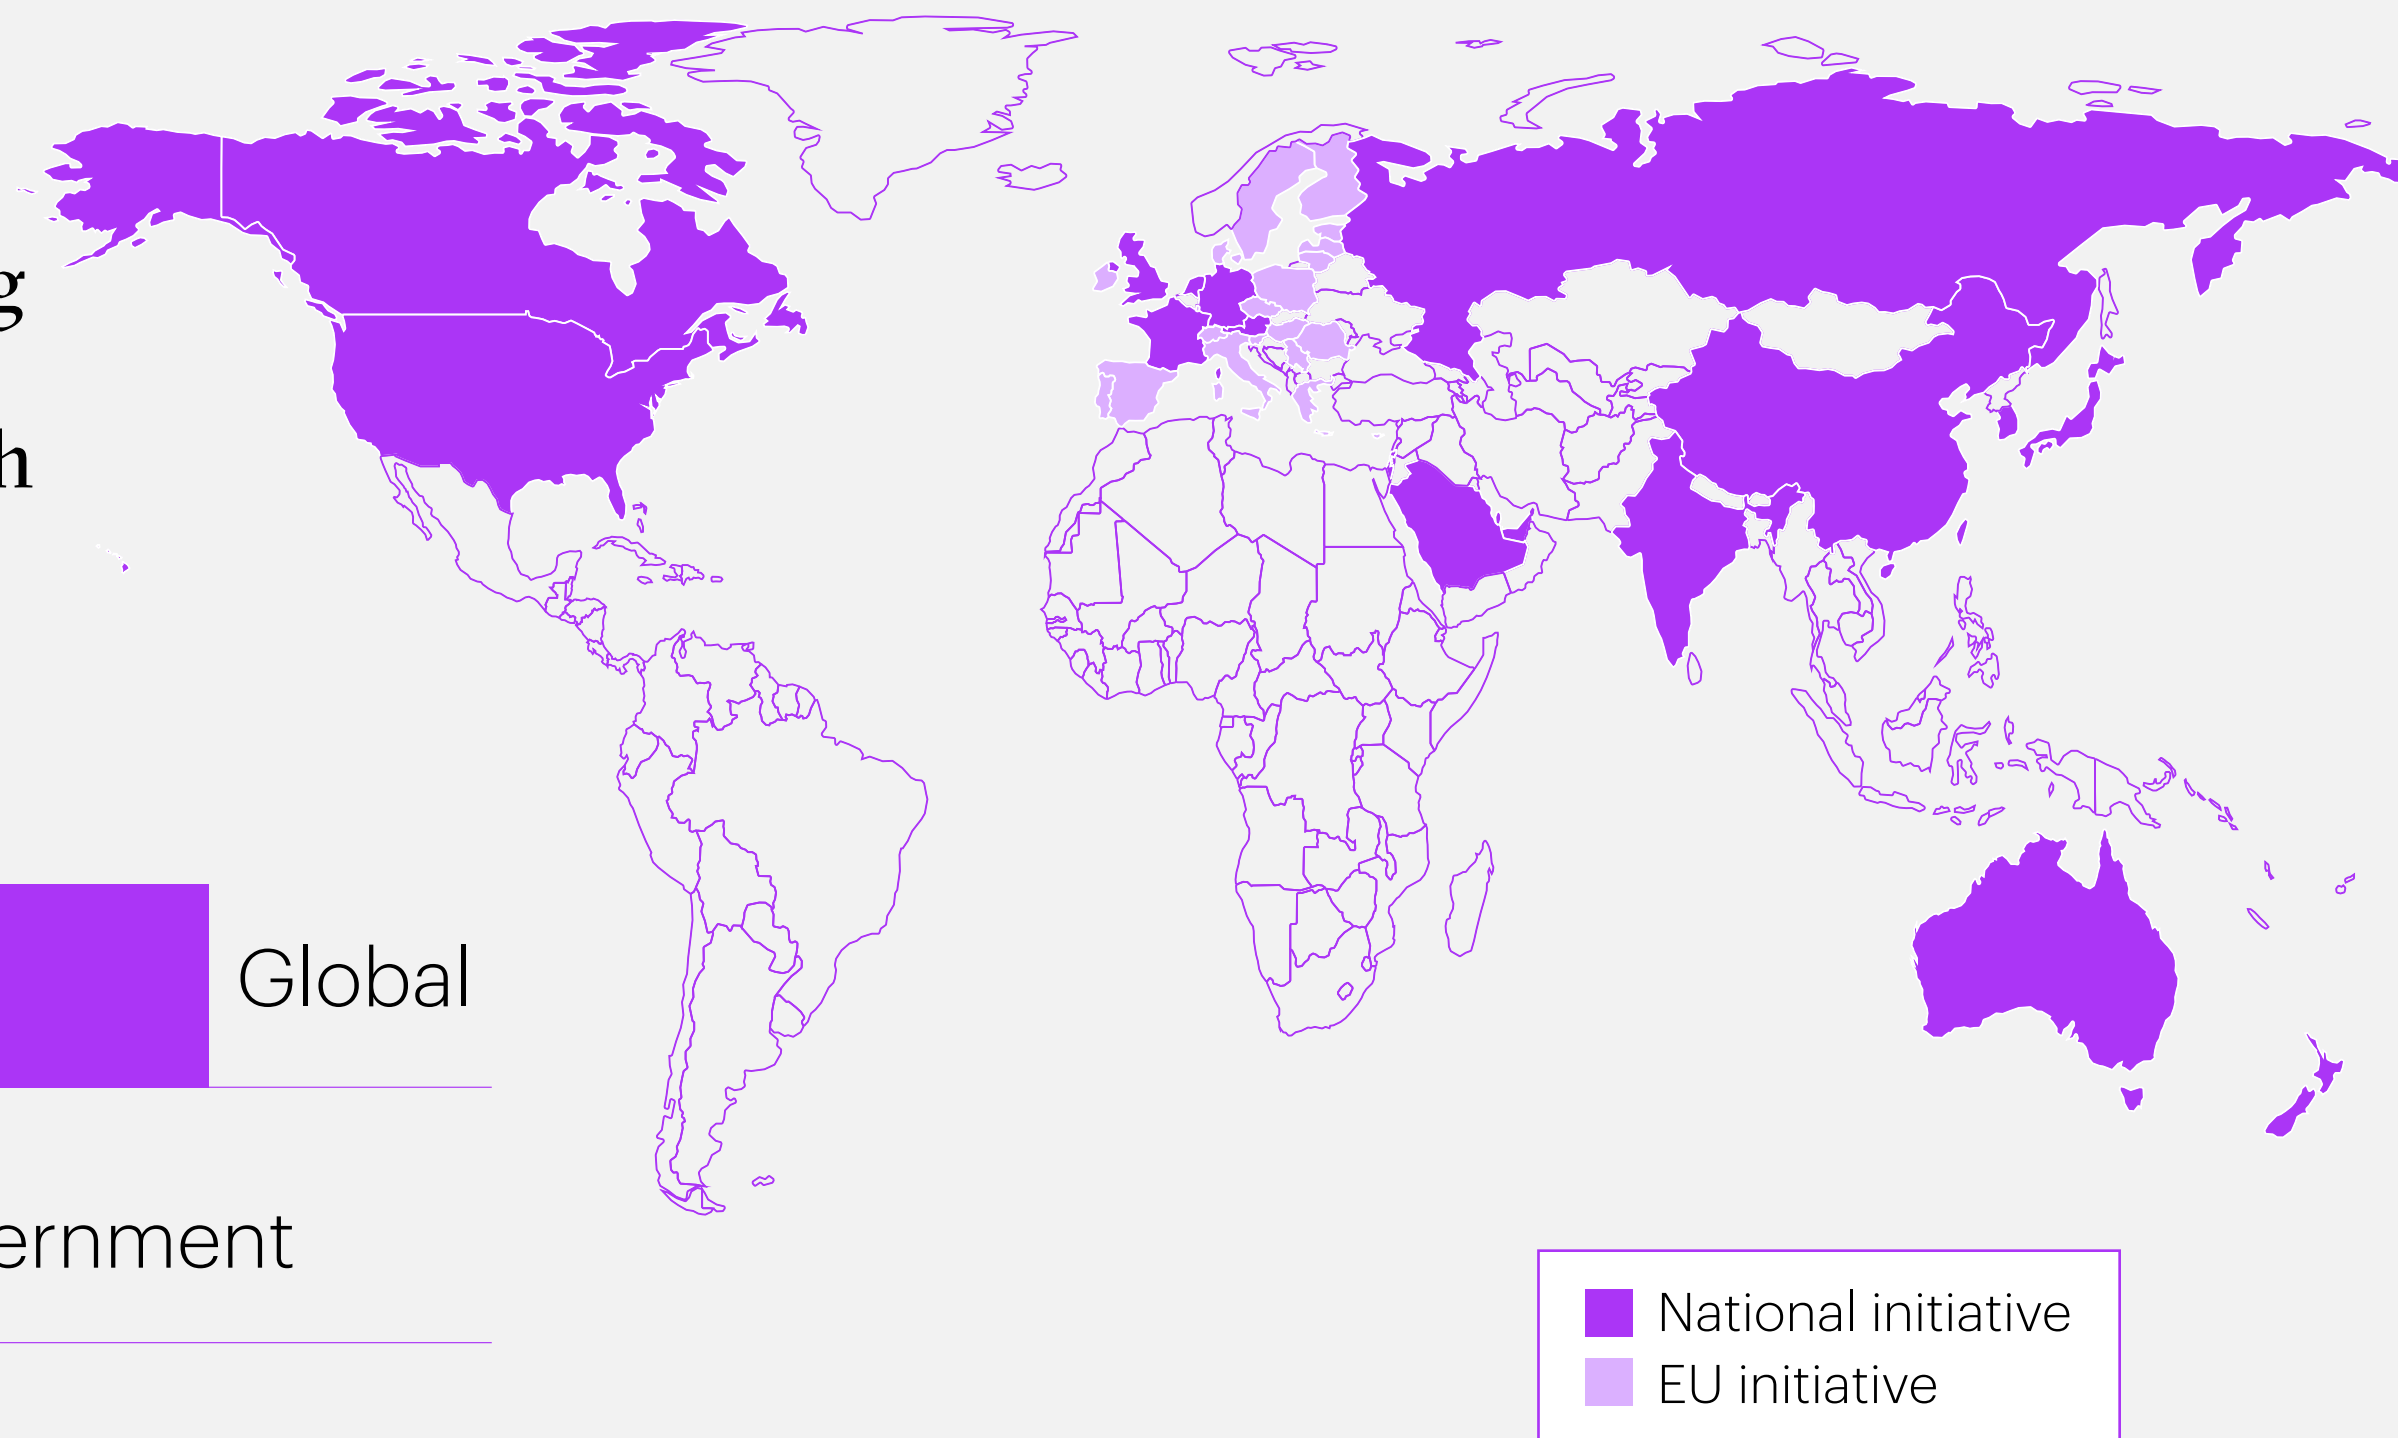 g
h
Global
ernment
National initiative
EU initiative